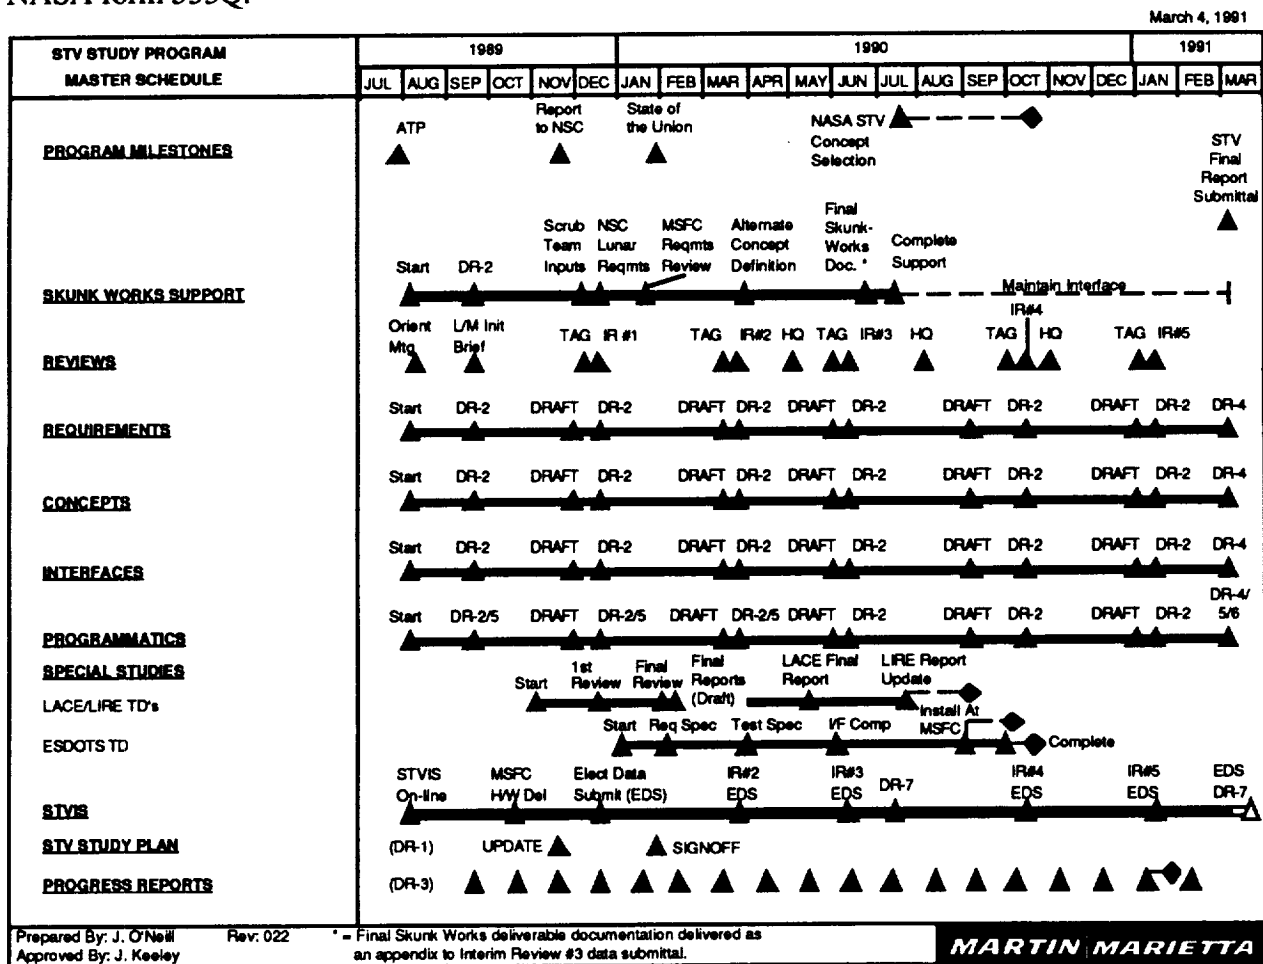 NASA form 533Q.
March 4, 1991
STV STUDY PROGRAM
MASTER SCHEDULE
1989 1990 1991
JUL AUG SEP OCT NOV DEC JAN FEB MAR APR MAY JUN JUL AUG SEP OCT NOV DEC JAN FEB MAR
PROGRAM MILESTONES
ATP
Report
to NSC
State of
the Union
NASA STV
Concept
Selection
STV
Final
Report
Submittal
SKUNK WORKS SUPPORT
Start
DR-2
Scrub
Team
Inputs
NSC
Lunar
Reqmts
MSFC
Reqmts
Review
Alternate
Concept
Definition
Final
Skunk-
Works
Doc. *
Complete
Support
Maintain Interface
REVIEWS
Orient
Mtg
L/M Init
Brief
TAG IR #1 TAG IR#2 HQ TAG IR#3 HQ TAG IR#4 HQ TAG IR#5
REQUIREMENTS
Start DR-2 DRAFT DR-2 DRAFT DR-2 DRAFT DR-2 DRAFT DR-2 DRAFT DR-2 DR-4
CONCEPTS
Start DR-2 DRAFT DR-2 DRAFT DR-2 DRAFT DR-2 DRAFT DR-2 DRAFT DR-2 DR-4
INTERFACES
Start DR-2 DRAFT DR-2 DRAFT DR-2 DRAFT DR-2 DRAFT DR-2 DRAFT DR-2 DR-4
PROGRAMMATICS
Start DR-2/5 DRAFT DR-2/5 DRAFT DR-2/5 DRAFT DR-2 DRAFT DR-2 DRAFT DR-2 DR-4/
5/6
SPECIAL STUDIES
LACE/LIRE TD's
Start
1st
Review
Final
Review
Final
Reports
(Draft)
LACE Final
Report
LIRE Report
Update
ESDOTS TD
Start Req Spec Test Spec I/F Comp
Install At
MSFC
Complete
STVIS
STVIS
On-line
MSFC
H/W Del
Elect Data
Submit (EDS)
IR#2
EDS
IR#3
EDS
DR-7
IR#4
EDS
IR#5
EDS
EDS
DR-7
STV STUDY PLAN
(DR-1) UPDATE SIGNOFF
PROGRESS REPORTS
(DR-3)
Prepared By: J. O'Neill Rev: 022
Approved By: J. Keeley
* = Final Skunk Works deliverable documentation delivered as
an appendix to Interim Review #3 data submittal.
MARTIN MARIETTA